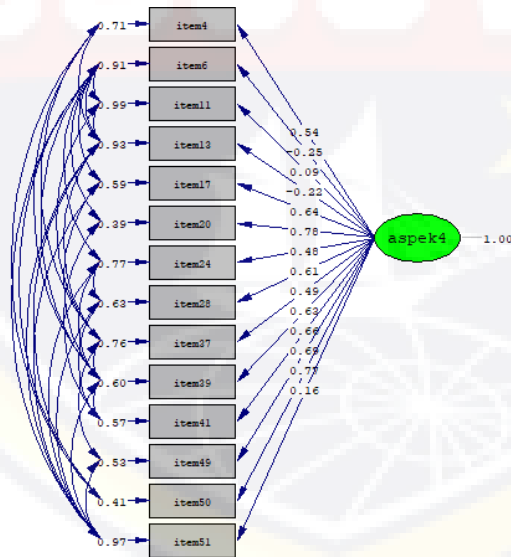 0.71 item4
0.91 item6
0.99 item11
0.93 item13
0.59 item17
0.39 item20
0.77 item24
0.63 item28
0.76 item37
0.60 item39
0.57 item41
0.53 item49
0.41 item50
0.97 item51
0.54
-0.25
0.09
-0.22
0.64
0.78
0.48
0.61
0.49
0.63
0.66
0.69
0.77
0.16
aspek4
1.00